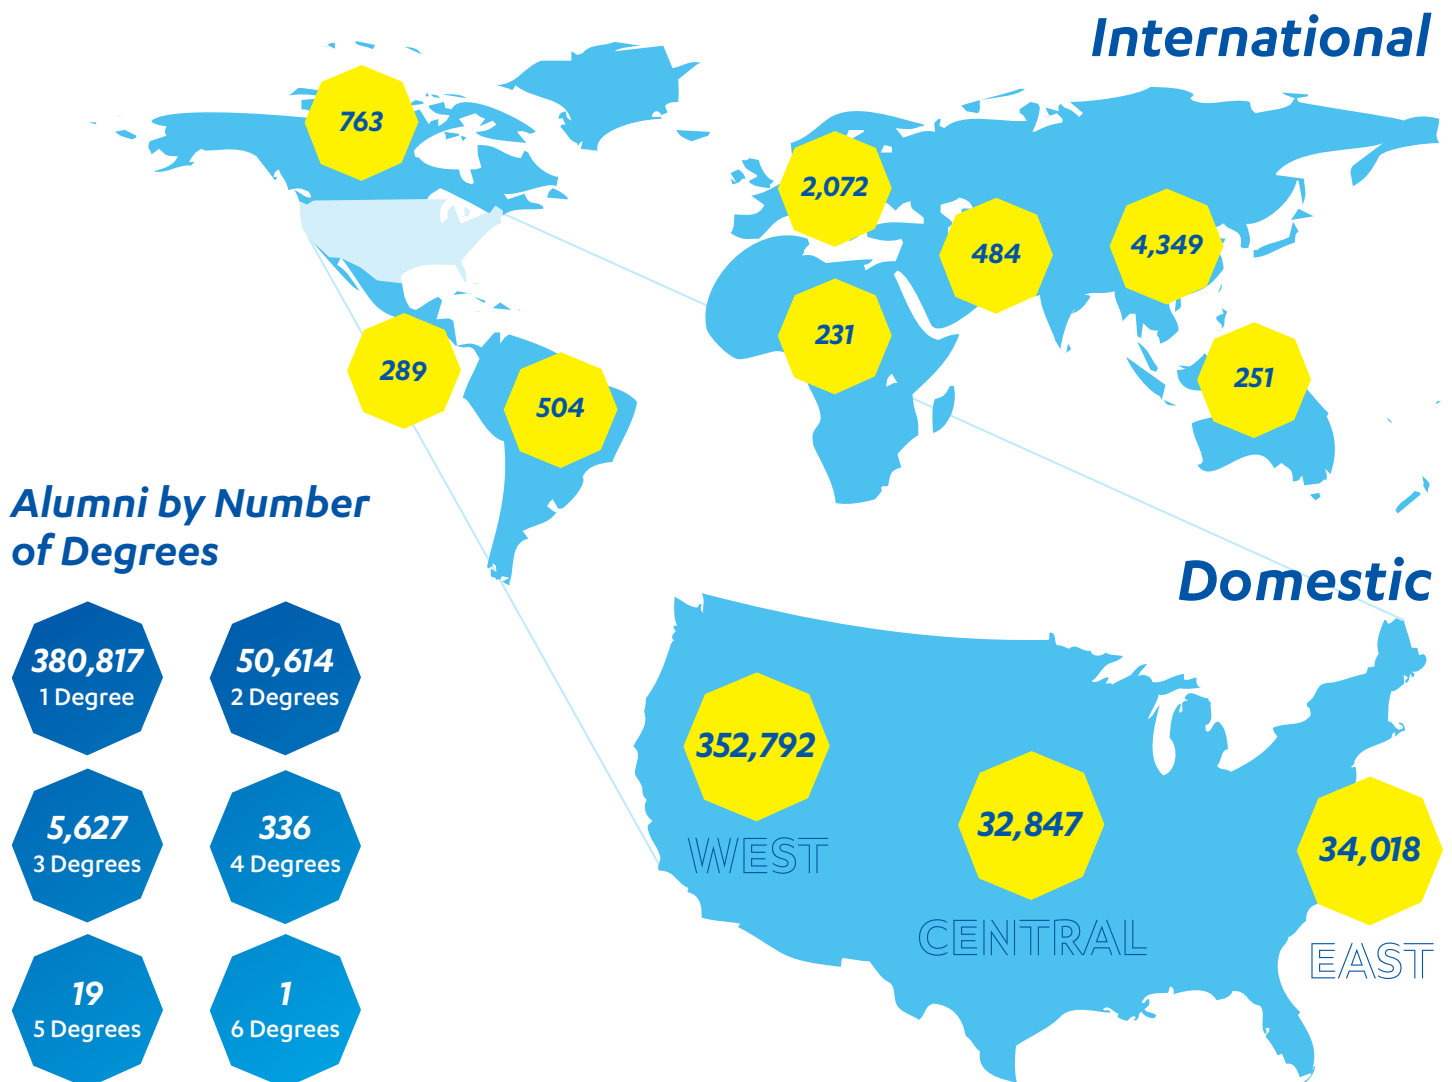 International
763
2,072
484
4,349
231
289
504
251
Alumni by Number
of Degrees
380,817
1 Degree
50,614
2 Degrees
5,627
3 Degrees
336
4 Degrees
19
5 Degrees
1
6 Degrees
Domestic
352,792
WEST
32,847
CENTRAL
34,018
EAST